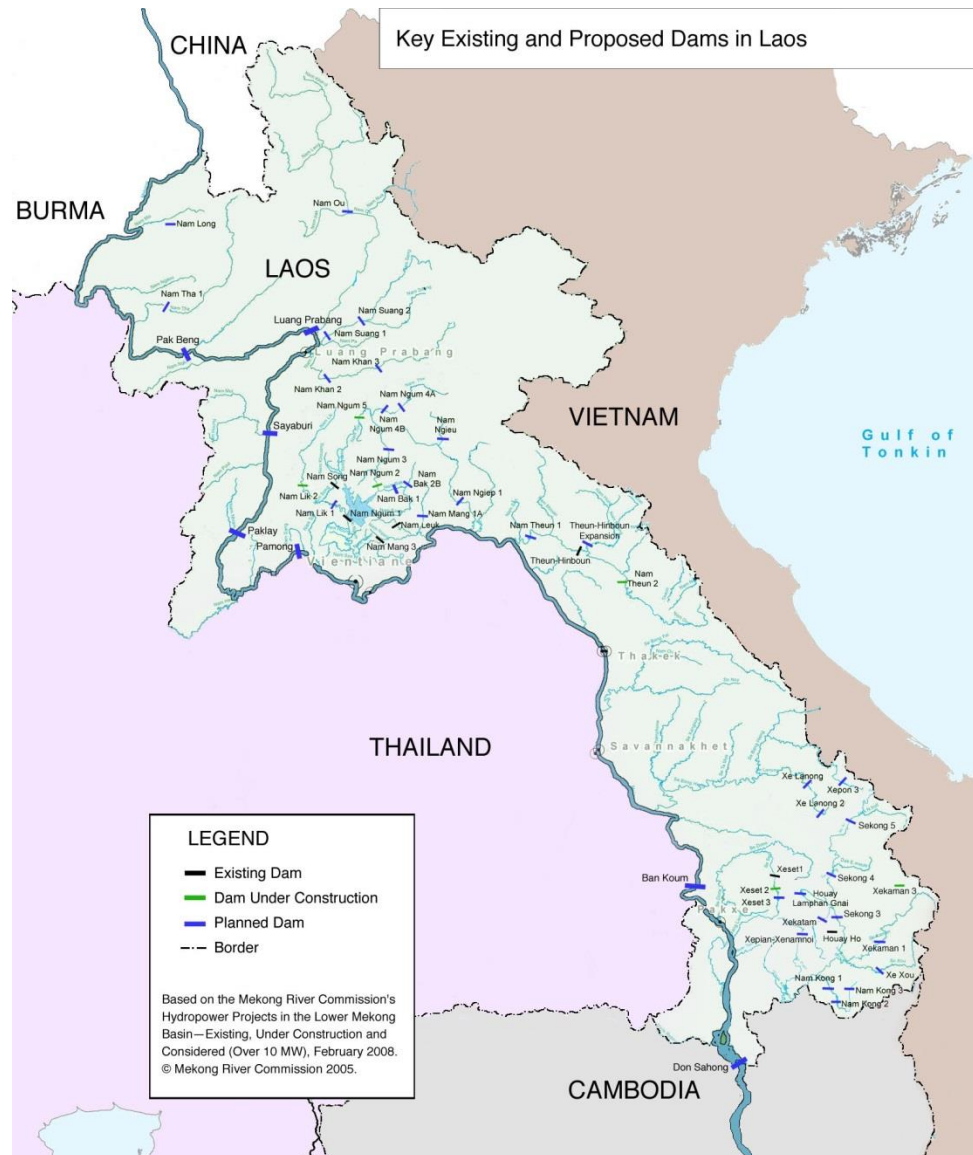 Key Existing and Proposed Dams in Laos
CHINA
BURMA
LAOS
VIETNAM
THAILAND
CAMBODIA
Gulf of
Tonkin
Nam Ou
Nam Long
Nam Tha 1
Luang Prabang
Nam Suang 2
Nam Suang 1
Pak Beng
Luang Prabang
Nam Khan 3
Nam Khan 2
Nam Ngum 5
Nam Ngum 4A
Nam
Ngum 4B
Nam
Ngieu
Sayaburi
Nam Ngum 3
Nam Song
Nam Ngum 2
Nam
Bak 2B
Nam Lik 2
Nam Bak 1
Nam Ngiep 1
Nam Lik 1
Nam Ngum 1
Nam Mang 1A
Nam Leuk
Paklay
Nam Mang 3
Pamong
Vientiane
Nam Theun 1
Theun-Hinboun
Expansion
Theun-Hinboun
Nam
Theun 2
Thakek
Savannakhet
Xe Lanong
Xepon 3
Xe Lanong 2
Sekong 5
Ban Koum
Xeset1
Sekong 4
Xeset 2
Houay
Lamphan Gnai
Xekaman 3
Xeset 3
Pakxe
Xekatam
Sekong 3
Xepian-Xenamnoi
Houay Ho
Xekaman 1
Xe Xou
Nam Kong 1
Nam Kong 3
Nam Kong 2
Don Sahong
LEGEND
Existing Dam
Dam Under Construction
Planned Dam
Border
Based on the Mekong River Commission's
Hydropower Projects in the Lower Mekong
Basin—Existing, Under Construction and
Considered (Over 10 MW), February 2008.
© Mekong River Commission 2005.